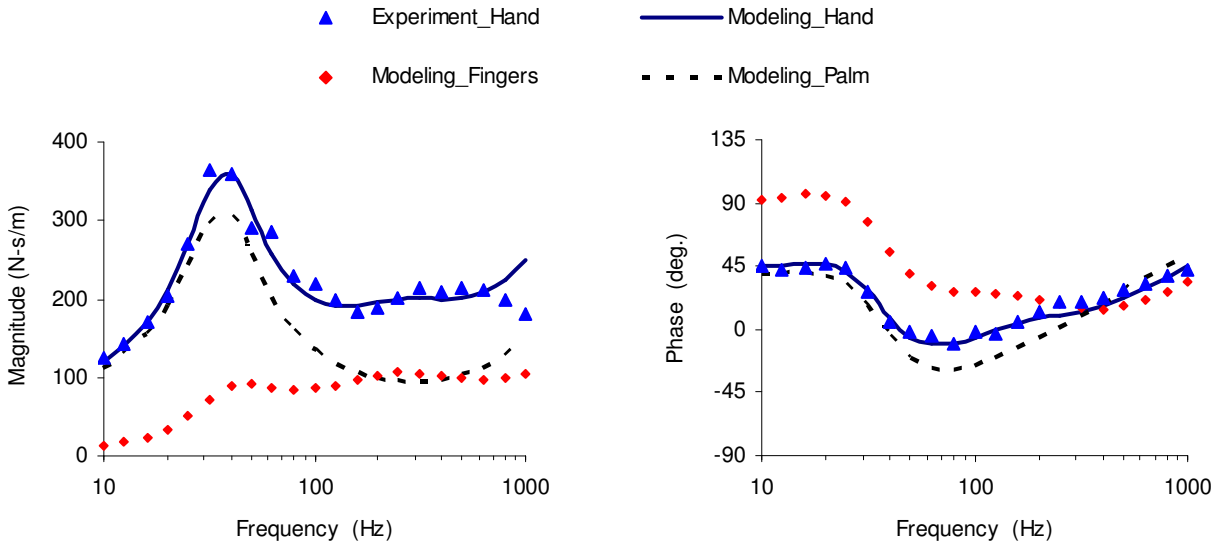 Experiment_Hand
Modeling_Hand
Modeling_Fingers
Modeling_Palm
Magnitude (N-s/m)
400
300
200
100
0
10
100
1000
Frequency (Hz)
Phase (deg.)
135
90
45
0
-45
-90
10
100
1000
Frequency (Hz)